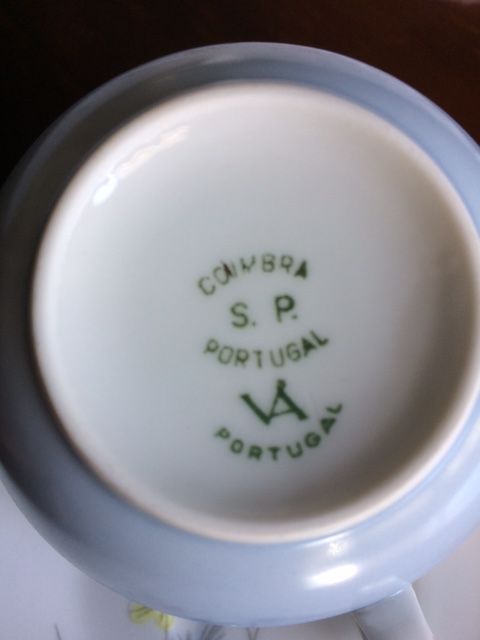 COIMBRA
S. P.
PORTUGAL
VA
PORTUGAL